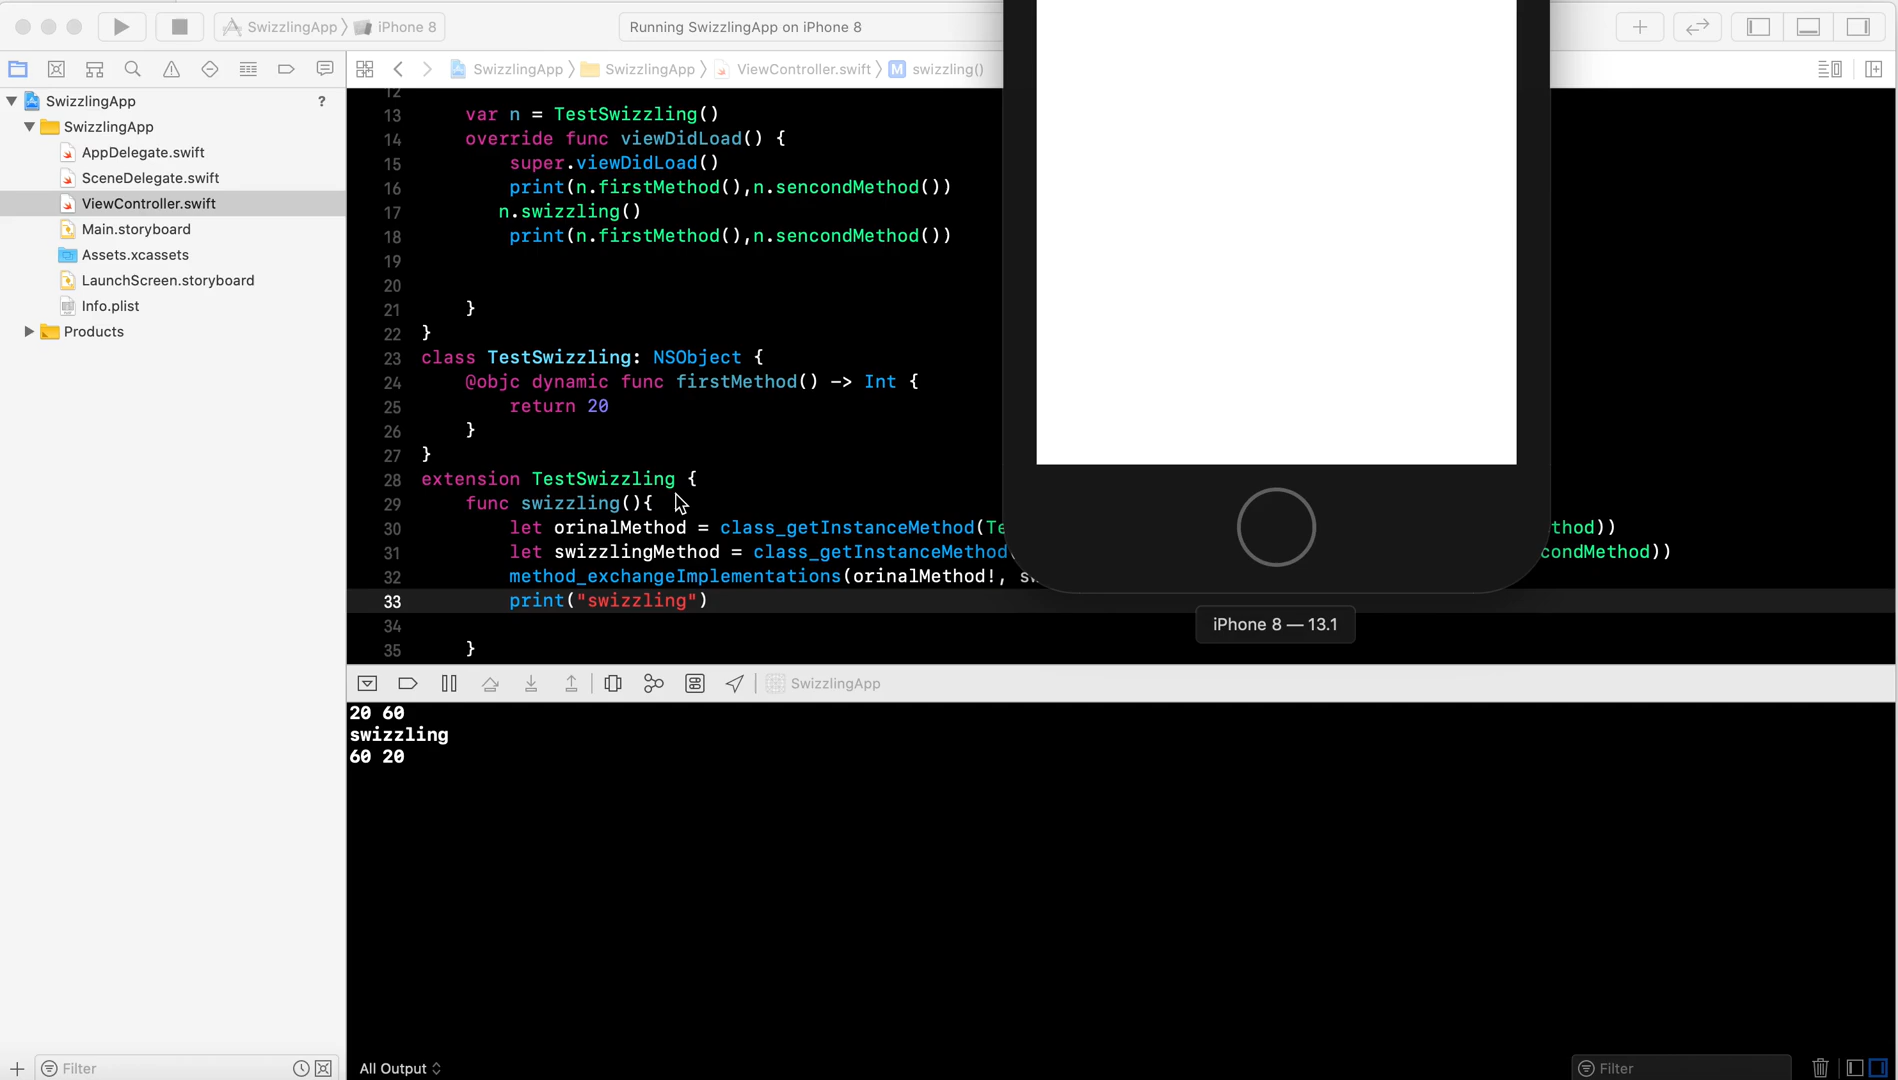 SwizzlingApp iPhone 8
Running SwizzlingApp on iPhone 8
SwizzlingApp SwizzlingApp ViewController.swift M swizzling()
SwizzlingApp ?
SwizzlingApp
AppDelegate.swift
SceneDelegate.swift
ViewController.swift
Main.storyboard
Assets.xcassets
LaunchScreen.storyboard
Info.plist
Products
12
13 var n = TestSwizzling()
14 override func viewDidLoad() {
15 super.viewDidLoad()
16 print(n.firstMethod(),n.sencondMethod())
17 n.swizzling()
18 print(n.firstMethod(),n.sencondMethod())
19
20
21 }
22 }
23 class TestSwizzling: NSObject {
24 @objc dynamic func firstMethod() -> Int {
25 return 20
26 }
27 }
28 extension TestSwizzling {
29 func swizzling(){
30 let orinalMethod = class_getInstanceMethod( thod))
31 let swizzlingMethod = class_getInstanceMethod condMethod))
32 method_exchangeImplementations(orinalMethod!,
33 print("swizzling")
34
35 }
iPhone 8 — 13.1
SwizzlingApp
20 60
swizzling
60 20
Filter
All Output
Filter